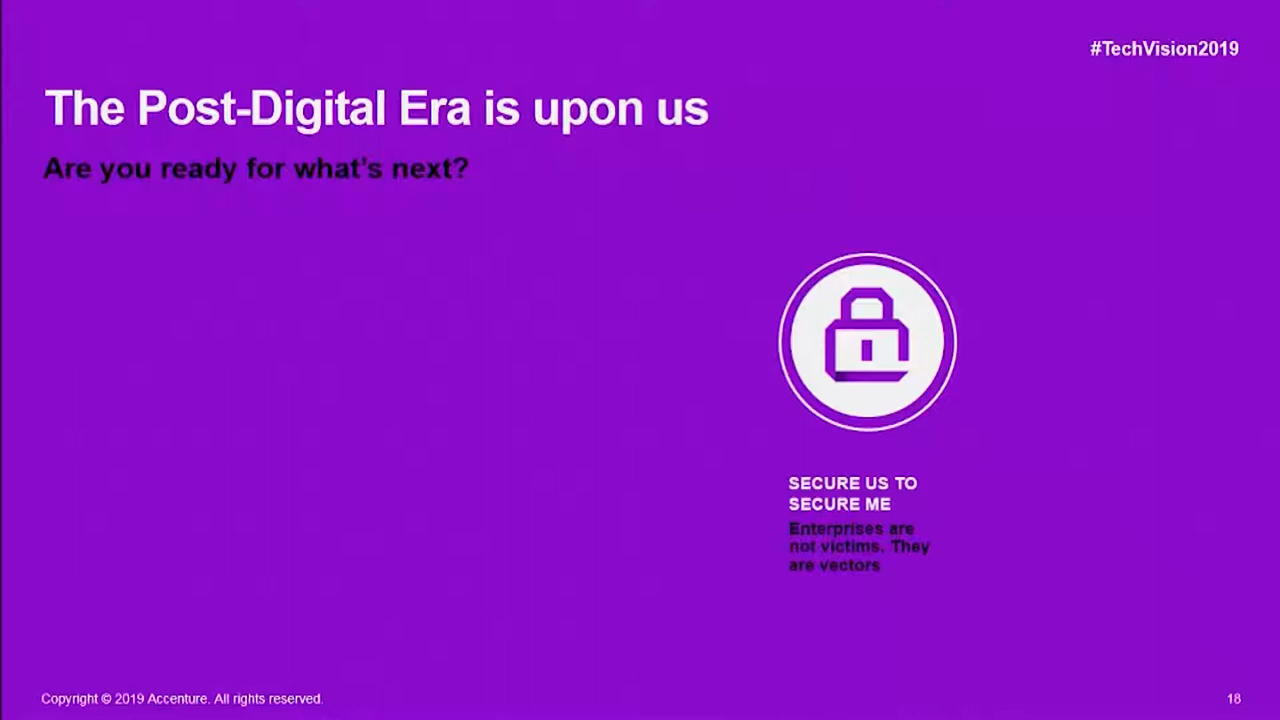 #TechVision2019
The Post-Digital Era is upon us
Are you ready for what's next?
SECURE US TO
SECURE ME
Enterprises are
not victims. They
are vectors
Copyright © 2019 Accenture. All rights reserved.
18